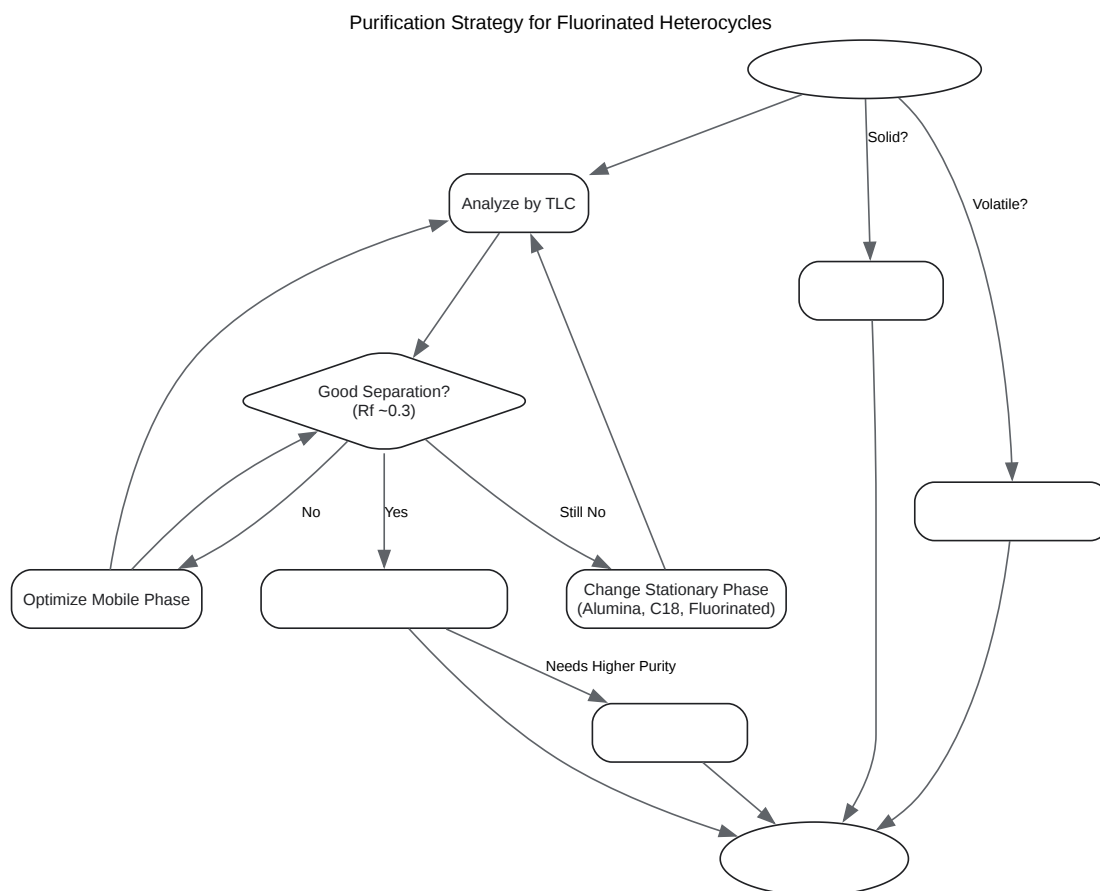 Purification Strategy for Fluorinated Heterocycles
Solid?
Analyze by TLC
Volatile?
Good Separation?
(Rf ~0.3)
No
Yes
Still No
Optimize Mobile Phase
Change Stationary Phase
(Alumina, C18, Fluorinated)
Needs Higher Purity